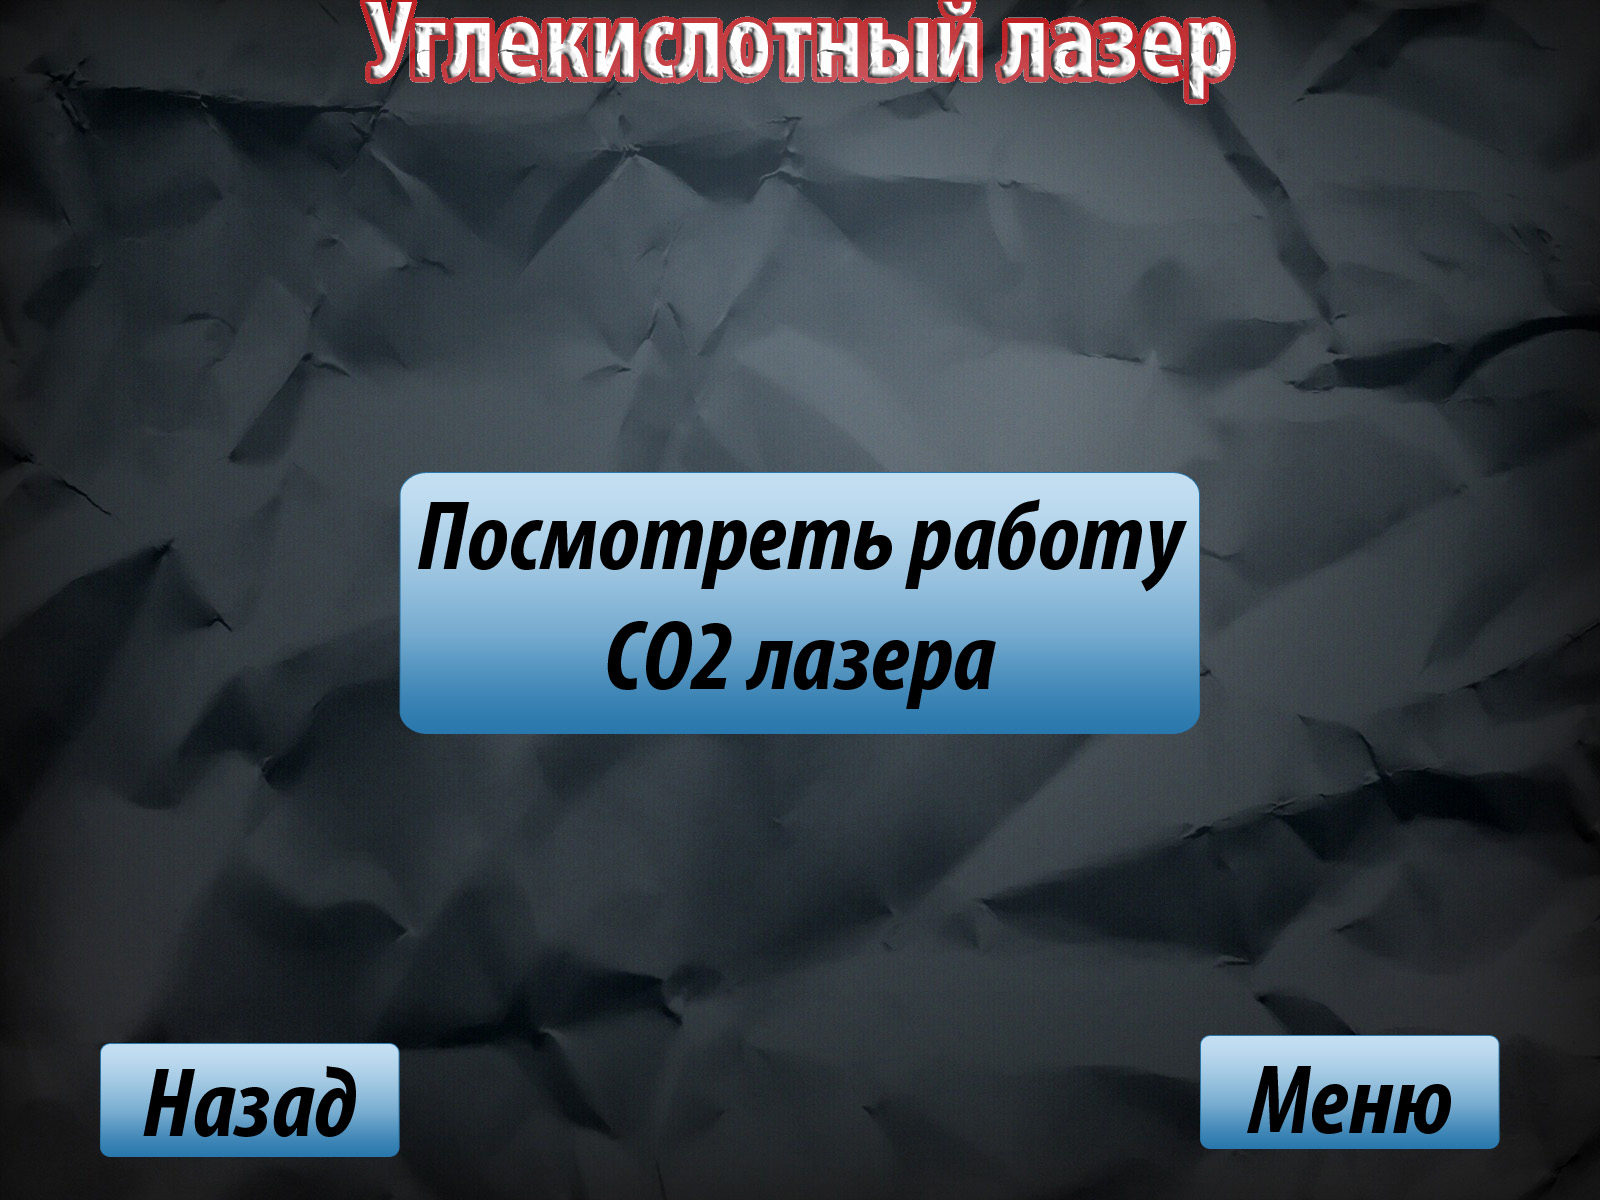 Углекислотный лазер
Посмотреть работу
CO2 лазера
Назад
Меню